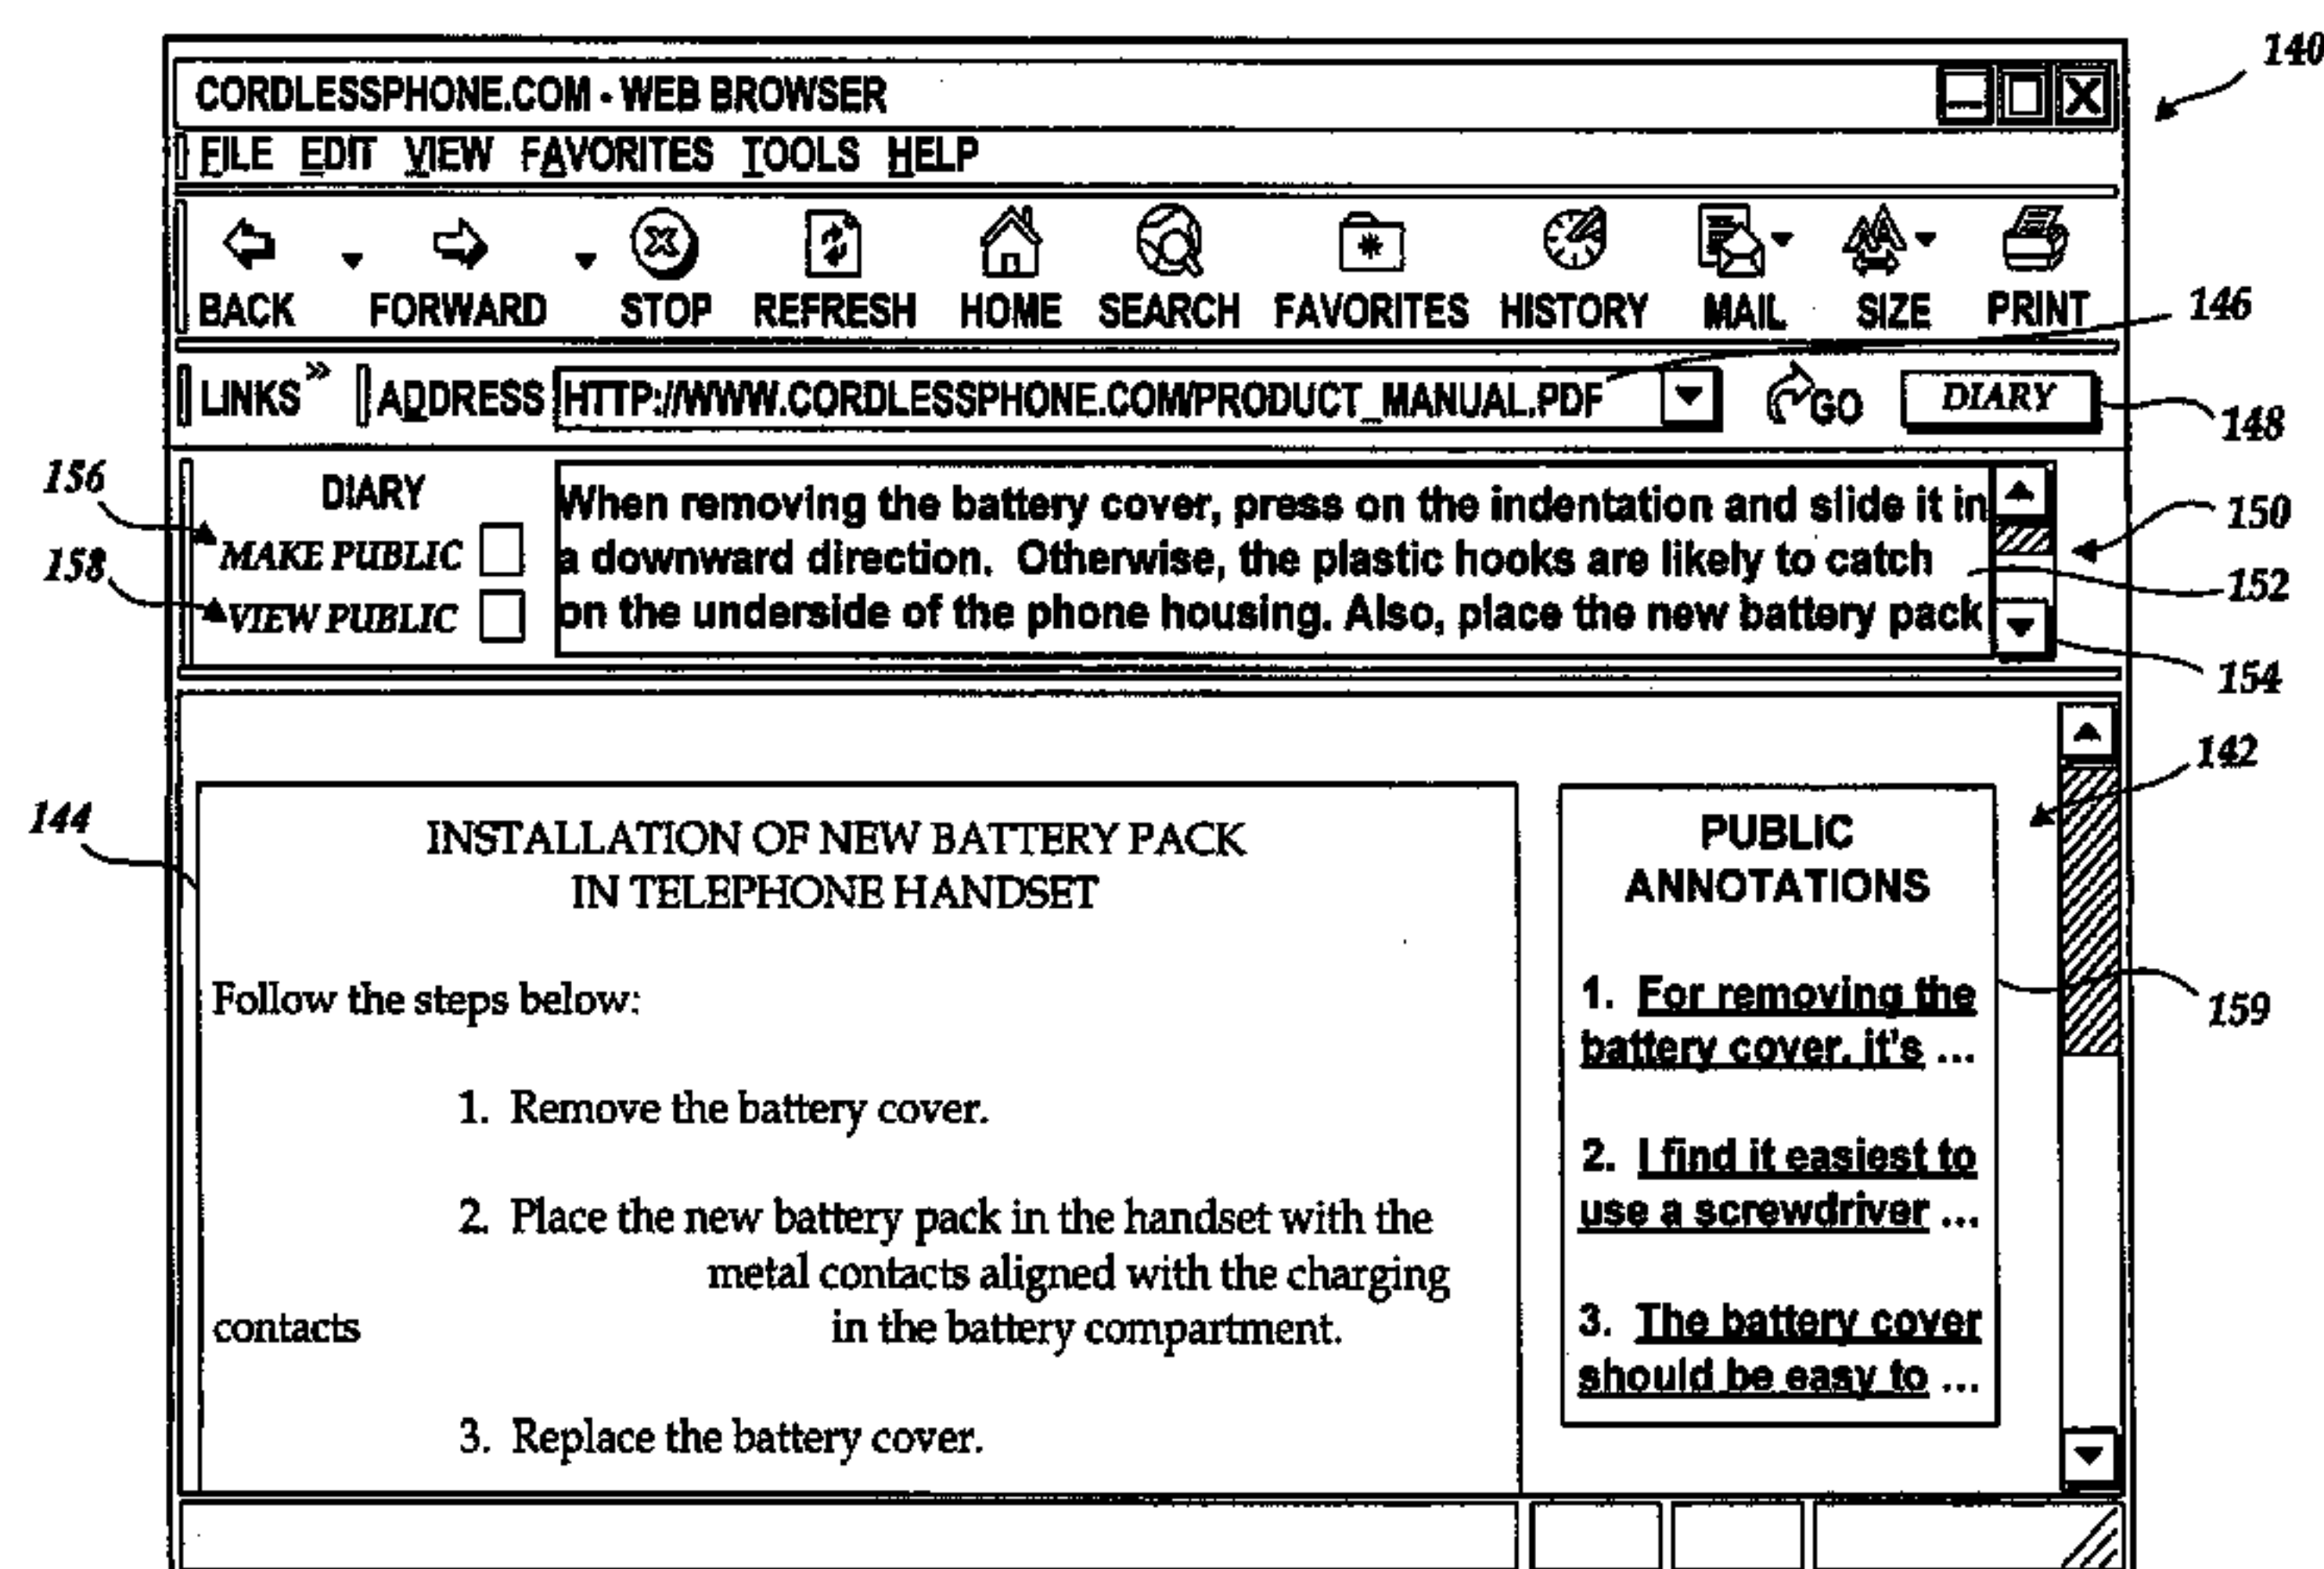 140
CORDLESSPHONE.COM - WEB BROWSER
FILE EDIT VIEW FAVORITES TOOLS HELP
BACK FORWARD STOP REFRESH HOME SEARCH FAVORITES HISTORY MAIL SIZE PRINT
146
LINKS » ADDRESS HTTP://WWW.CORDLESSPHONE.COM/PRODUCT_MANUAL.PDF GO DIARY
148
156
DIARY
MAKE PUBLIC
158
VIEW PUBLIC
When removing the battery cover, press on the indentation and slide it in
a downward direction. Otherwise, the plastic hooks are likely to catch
on the underside of the phone housing. Also, place the new battery pack
150
152
154
142
144
INSTALLATION OF NEW BATTERY PACK
IN TELEPHONE HANDSET
Follow the steps below:
1. Remove the battery cover.
2. Place the new battery pack in the handset with the
metal contacts aligned with the charging
contacts in the battery compartment.
3. Replace the battery cover.
PUBLIC
ANNOTATIONS
1. For removing the
battery cover, it's ...
2. I find it easiest to
use a screwdriver ...
3. The battery cover
should be easy to ...
159